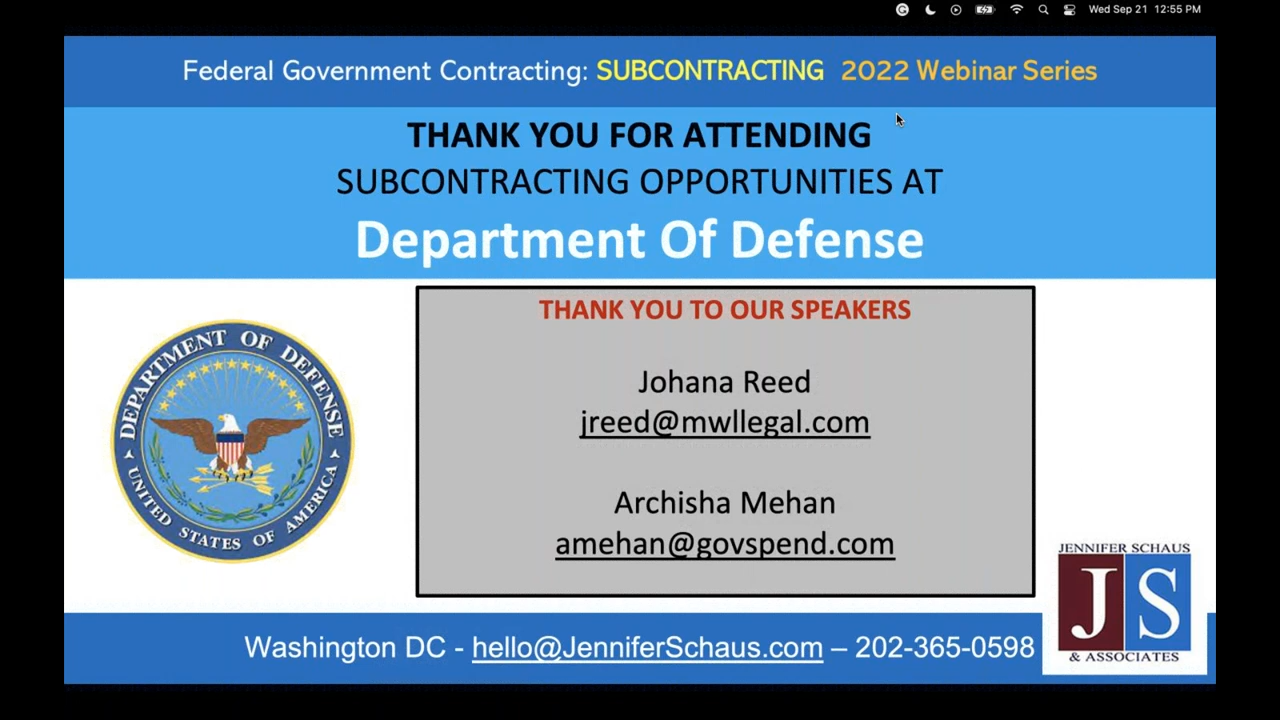 Wed Sep 21 12:55 PM
Federal Government Contracting: SUBCONTRACTING 2022 Webinar Series
THANK YOU FOR ATTENDING
SUBCONTRACTING OPPORTUNITIES AT
Department Of Defense
DEPARTMENT OF DEFENSE
UNITED STATES OF AMERICA
THANK YOU TO OUR SPEAKERS
Johana Reed
jreed@mwllegal.com
Archisha Mehan
amehan@govspend.com
JENNIFER SCHAUS
JS
& ASSOCIATES
Washington DC - hello@JenniferSchaus.com – 202-365-0598